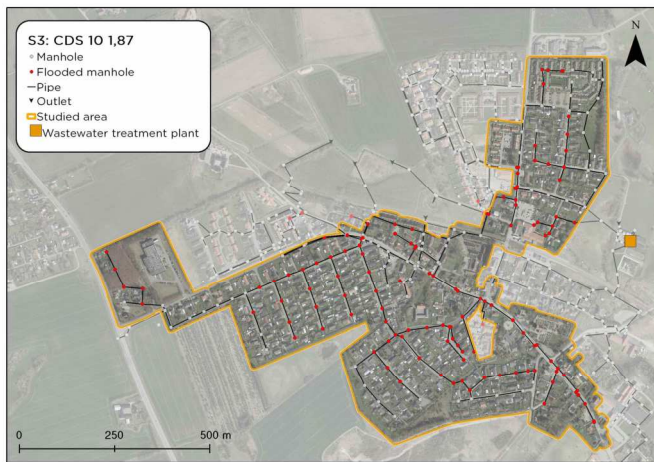 S3: CDS 10 1,87
Manhole
Flooded manhole
Pipe
Outlet
Studied area
Wastewater treatment plant
N
0 250 500 m